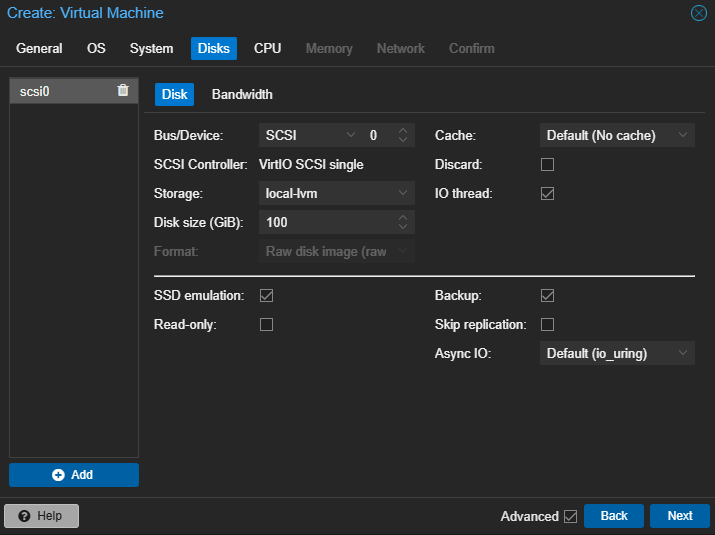 Create: Virtual Machine
General OS System Disks CPU Memory Network Confirm
scsi0
Disk Bandwidth
Bus/Device: SCSI 0 Cache: Default (No cache)
SCSI Controller: VirtIO SCSI single Discard:
Storage: local-lvm IO thread:
Disk size (GiB): 100
Format: Raw disk image (raw
SSD emulation: Backup:
Read-only: Skip replication:
Async IO: Default (io_uring)
Add
Help Advanced Back Next